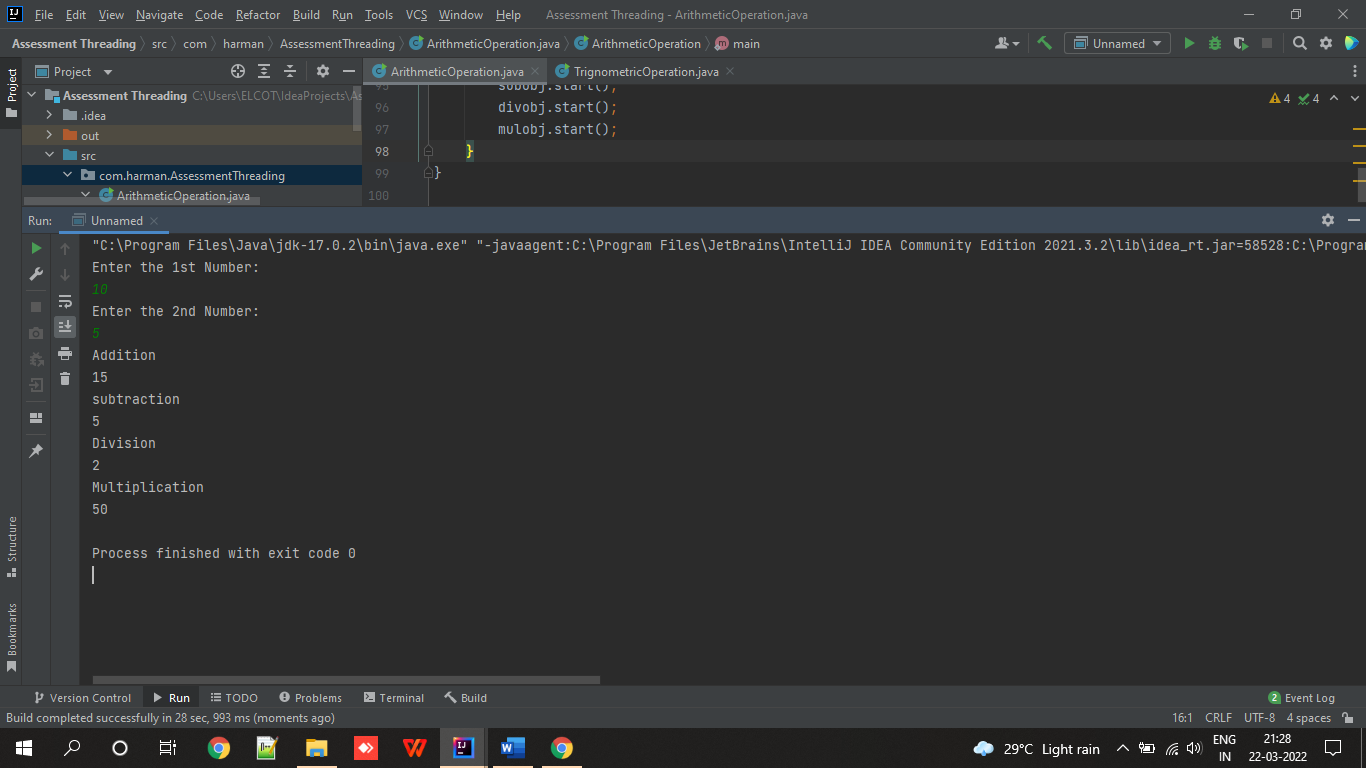 File Edit View Navigate Code Refactor Build Run Tools VCS Window Help Assessment Threading - ArithmeticOperation.java
Assessment Threading src com harman AssessmentThreading ArithmeticOperation.java ArithmeticOperation main Unnamed
Project
Project ArithmeticOperation.java TrignometricOperation.java
Assessment Threading C:\Users\ELCOT\IdeaProjects\As
.idea
out
src
com.harman.AssessmentThreading
ArithmeticOperation.java
95 sobobj.start();
96 divobj.start();
97 mulobj.start();
98 }
99 }
100
4 4
Run: Unnamed
"C:\Program Files\Java\jdk-17.0.2\bin\java.exe" "-javaagent:C:\Program Files\JetBrains\IntelliJ IDEA Community Edition 2021.3.2\lib\idea_rt.jar=58528:C:\Program
Enter the 1st Number:
10
Enter the 2nd Number:
5
Addition
15
subtraction
5
Division
2
Multiplication
50
Process finished with exit code 0
Structure
Bookmarks
Version Control Run TODO Problems Terminal Build 2 Event Log
Build completed successfully in 28 sec, 993 ms (moments ago) 16:1 CRLF UTF-8 4 spaces
29°C Light rain ENG 21:28
IN 22-03-2022